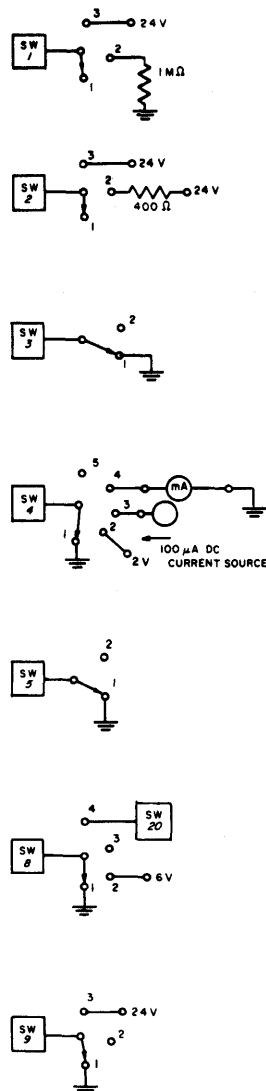 3 24 V
SW 1
2
1
1 MΩ
3 24 V
SW 2
2 24 V
400 Ω
1
2
SW 3
1
5
4 mA
SW 4
3
2
1
2 V
100 μA DC
CURRENT SOURCE
2
SW 5
1
4 SW 20
3
SW 8
2 6 V
1
3 24 V
SW 9
2
1